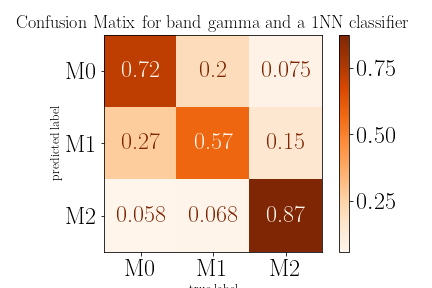 Confusion Matix for band gamma and a 1NN classifier
M0 0.72 0.2 0.075
M1 0.27 0.57 0.15
M2 0.058 0.068 0.87
M0 M1 M2
predicted label
true label
0.75
0.50
0.25